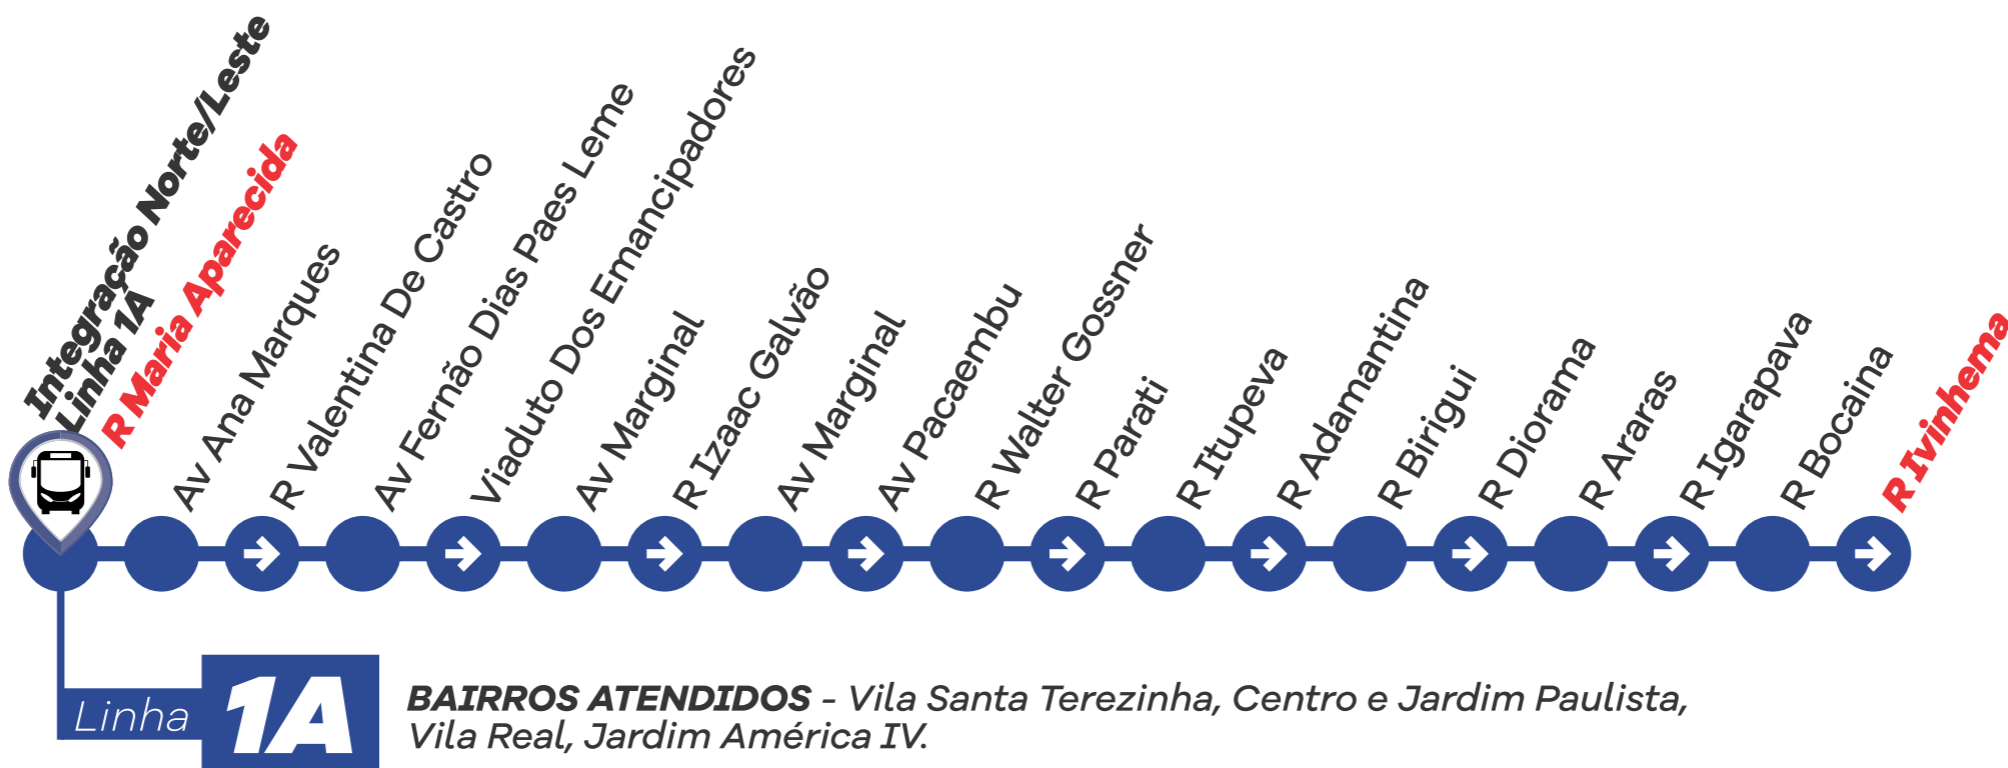 Integração Norte/Leste
Linha 1A
R Maria Aparecida
Av Ana Marques
R Valentina De Castro
Av Fernão Dias Paes Leme
Viaduto Dos Emancipadores
Av Marginal
R Izaac Galvão
Av Marginal
Av Pacaembu
R Walter Gossner
R Parati
R Itupeva
R Adamantina
R Birigui
R Diorama
R Araras
R Igarapava
R Bocaina
R Ivinhema
Linha 1A
BAIRROS ATENDIDOS - Vila Santa Terezinha, Centro e Jardim Paulista,
Vila Real, Jardim América IV.